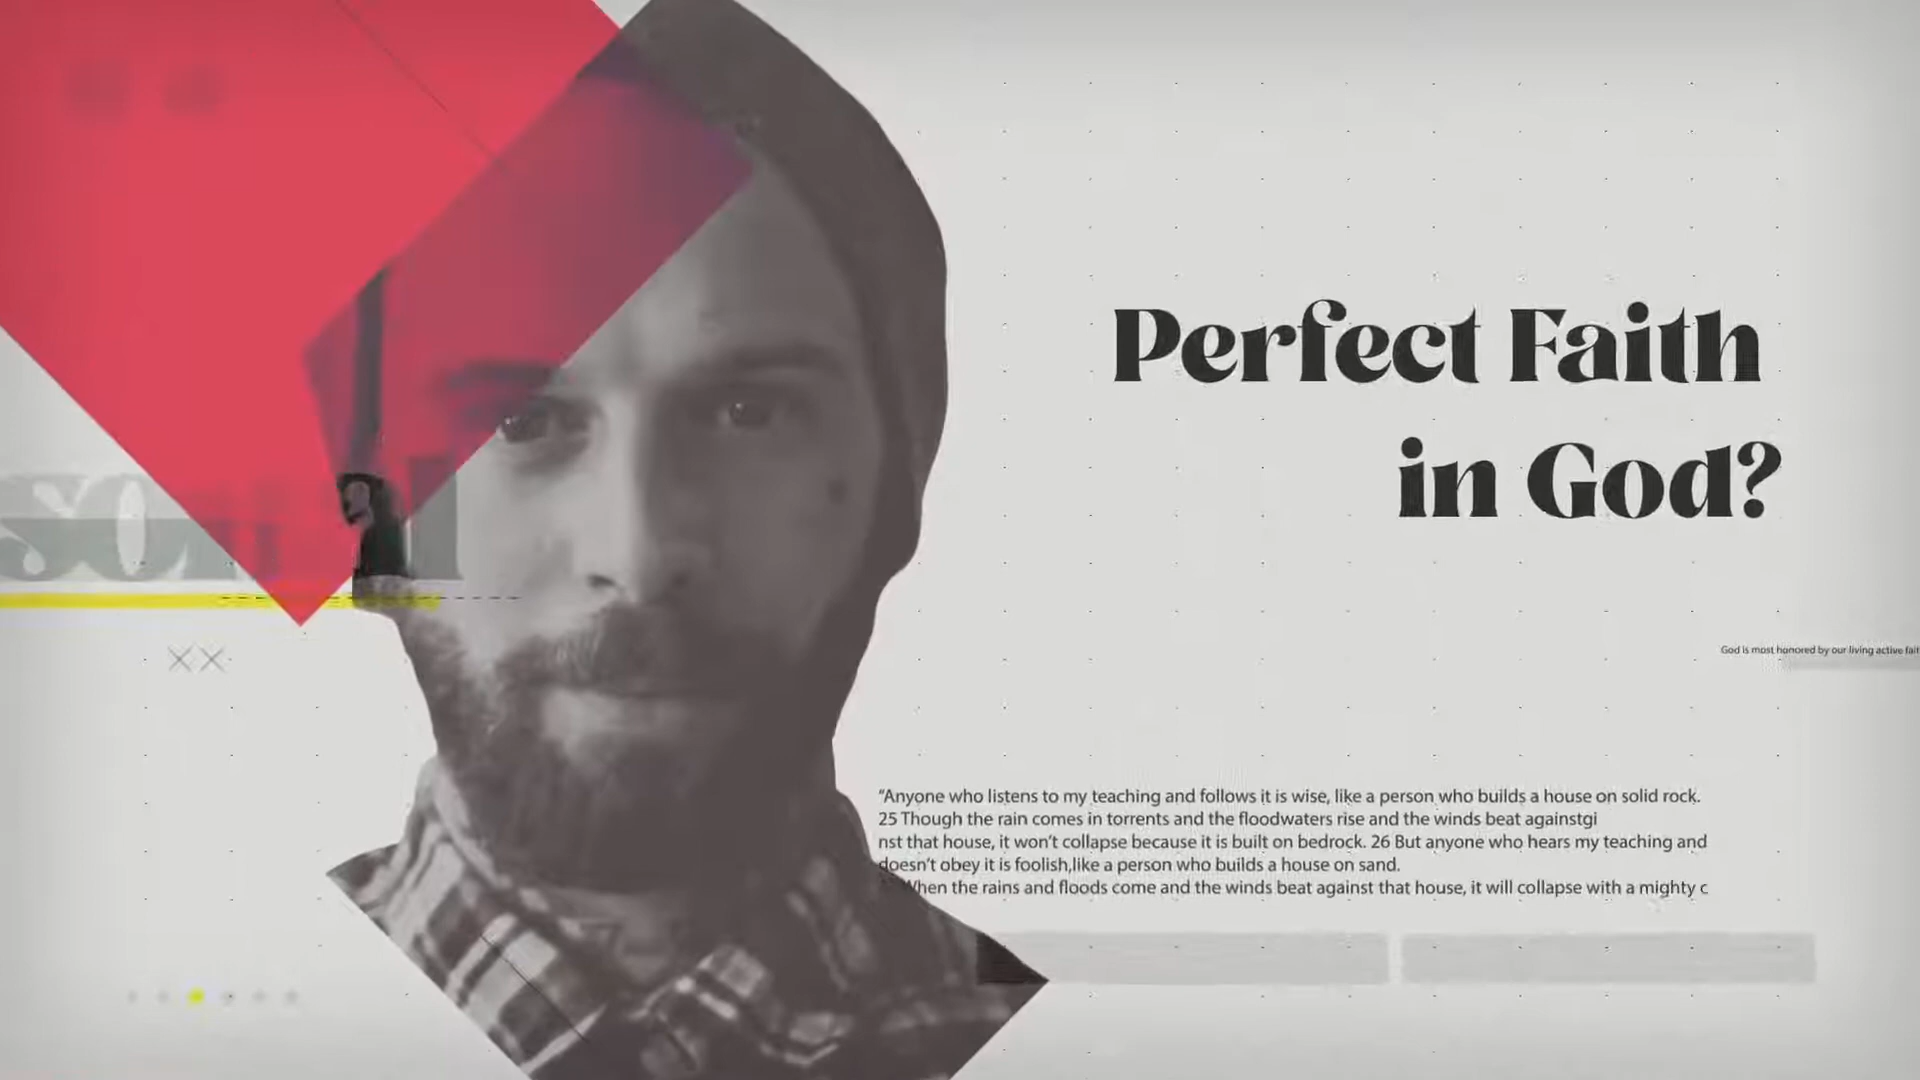 Perfect Faith
in God?
God is most honored by our living active fait
“Anyone who listens to my teaching and follows it is wise, like a person who builds a house on solid rock.
25 Though the rain comes in torrents and the floodwaters rise and the winds beat againstgi
nst that house, it won’t collapse because it is built on bedrock. 26 But anyone who hears my teaching and
doesn’t obey it is foolish,like a person who builds a house on sand.
When the rains and floods come and the winds beat against that house, it will collapse with a mighty c